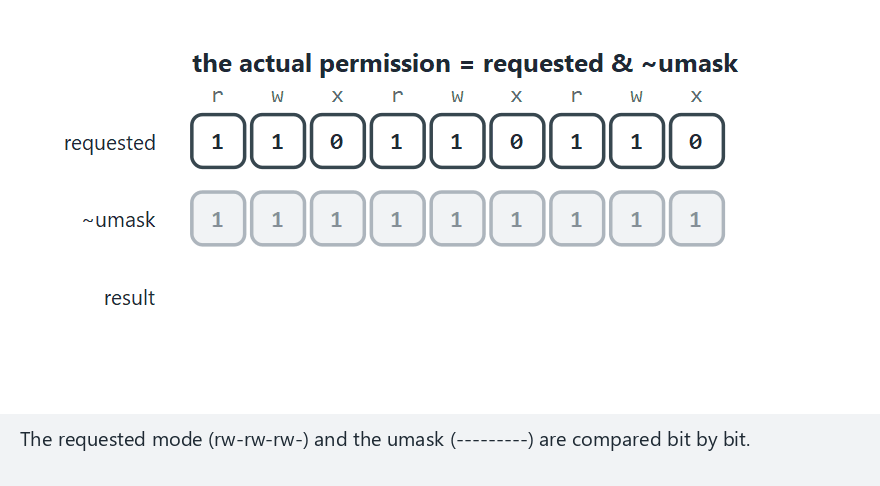 the actual permission = requested & ~umask
r w x r w x r w x
requested 1 1 0 1 1 0 1 1 0
~umask 1 1 1 1 1 1 1 1 1
result
The requested mode (rw-rw-rw-) and the umask (---------) are compared bit by bit.